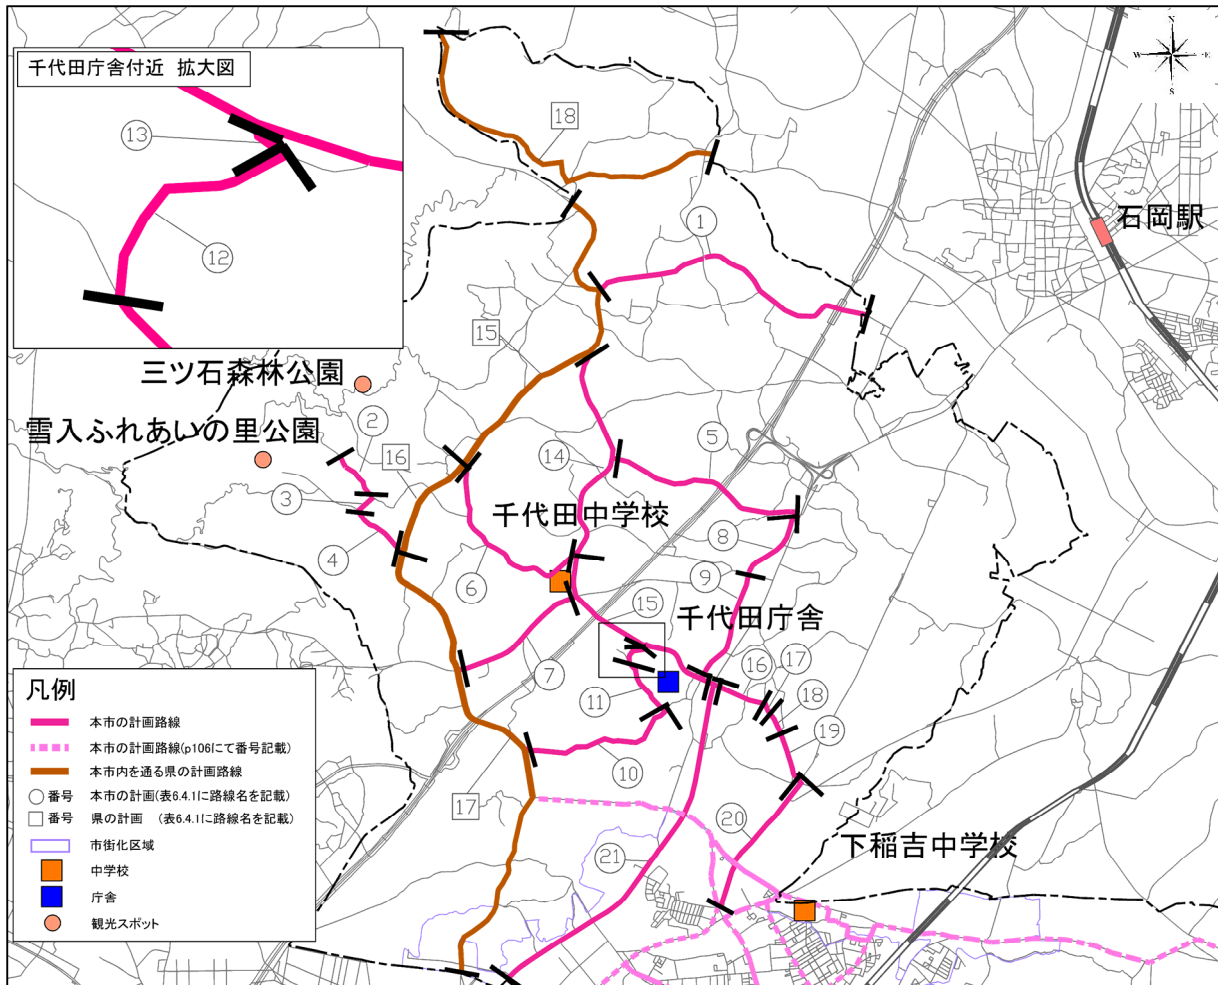 千代田庁舎付近 拡大図
13
12
N
W
E
S
18
石岡駅
1
15
三ツ石森林公園
雪入ふれあいの里公園
2
16
3
4
5
14
千代田中学校
8
9
6
15
千代田庁舎
7
16
17
18
19
11
10
17
20
21
下稲吉中学校
凡例
本市の計画路線
本市の計画路線(p106にて番号記載)
本市内を通る県の計画路線
番号 本市の計画(表6.4.1に路線名を記載)
番号 県の計画 (表6.4.1に路線名を記載)
市街化区域
中学校
庁舎
観光スポット